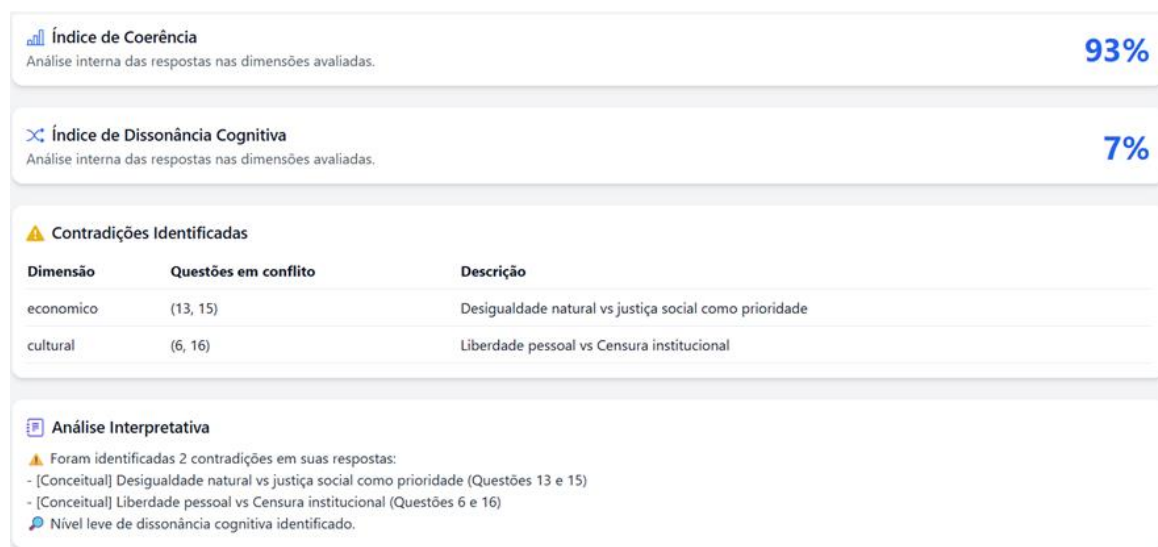 Índice de Coerência
Análise interna das respostas nas dimensões avaliadas.
93%
Índice de Dissonância Cognitiva
Análise interna das respostas nas dimensões avaliadas.
7%
Contradições Identificadas
Dimensão Questões em conflito Descrição
economico (13, 15) Desigualdade natural vs justiça social como prioridade
cultural (6, 16) Liberdade pessoal vs Censura institucional
Análise Interpretativa
Foram identificadas 2 contradições em suas respostas:
- [Conceitual] Desigualdade natural vs justiça social como prioridade (Questões 13 e 15)
- [Conceitual] Liberdade pessoal vs Censura institucional (Questões 6 e 16)
Nível leve de dissonância cognitiva identificado.